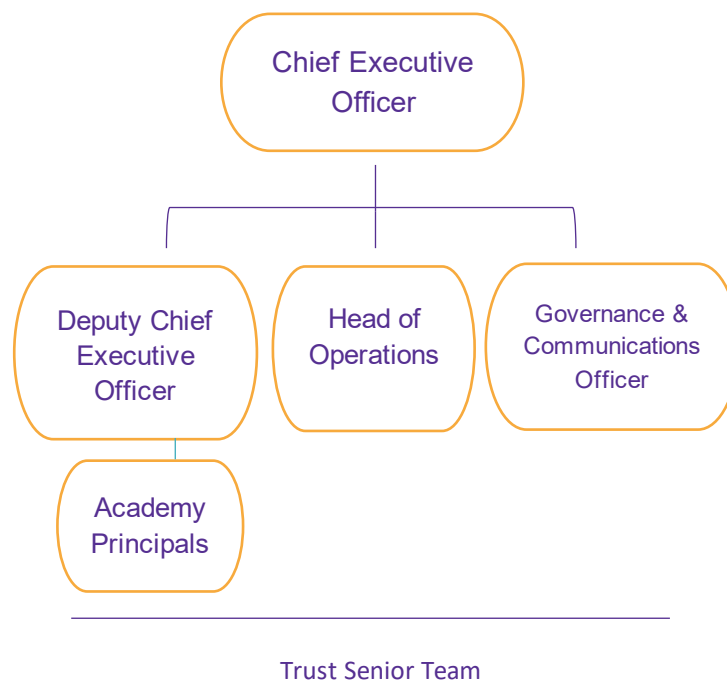 Chief Executive
Officer
Deputy Chief
Executive
Officer
Head of
Operations
Governance &
Communications
Officer
Academy
Principals
Trust Senior Team